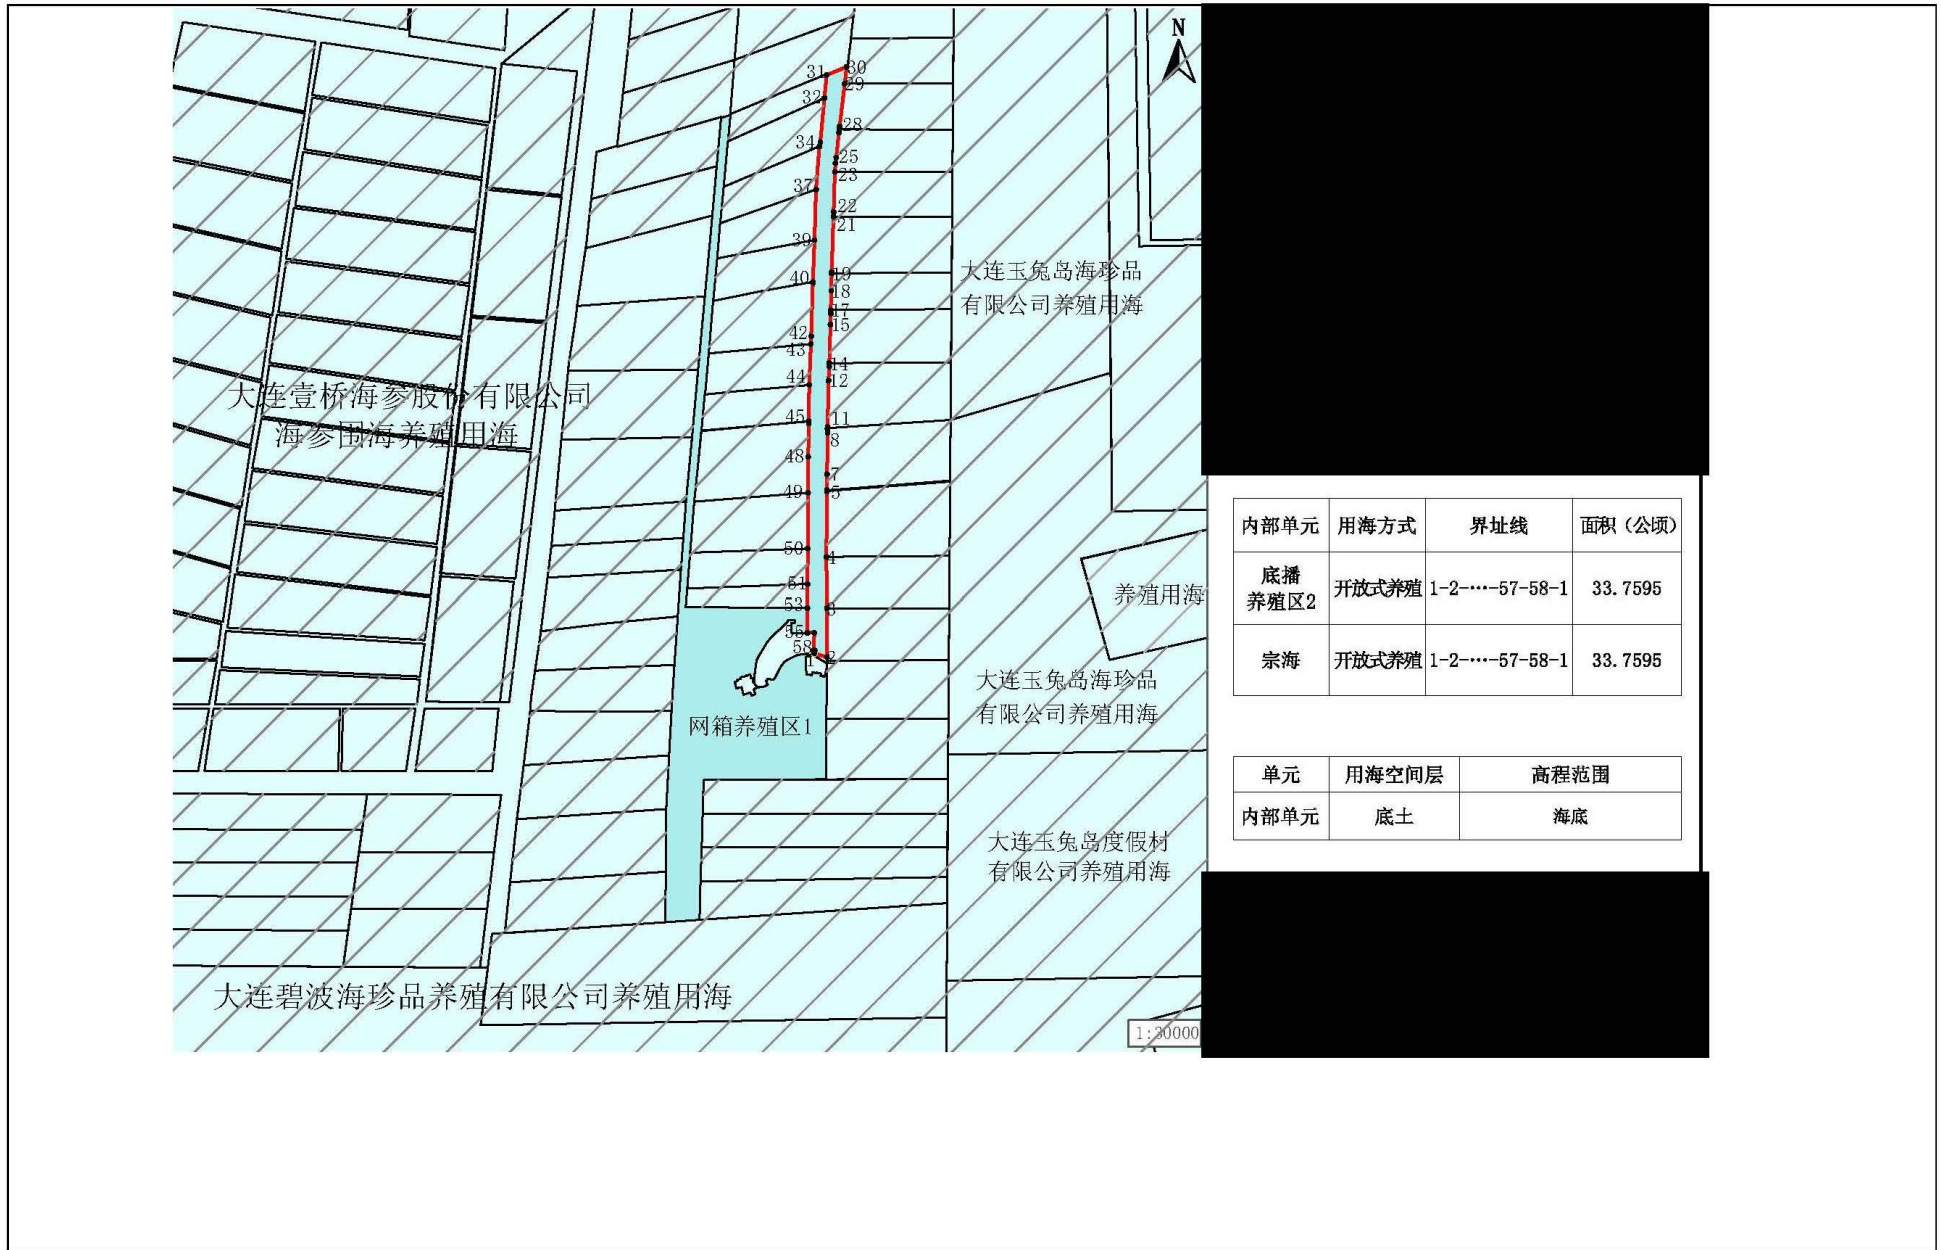 N
31
30
29
32
28
34
25
23
37
22
21
39
19
40
18
17
15
42
43
14
44
12
45
11
8
48
7
5
49
50
4
51
53
3
55
58
1
2
大连玉兔岛海珍品
有限公司养殖用海
大连壹桥海参股份有限公司
海参围海养殖用海
养殖用海
大连玉兔岛海珍品
有限公司养殖用海
网箱养殖区1
大连玉兔岛度假村
有限公司养殖用海
大连碧波海珍品养殖有限公司养殖用海
1:30000
内部单元 用海方式 界址线 面积（公顷）
底播
养殖区2 开放式养殖 1-2-…-57-58-1 33.7595
宗海 开放式养殖 1-2-…-57-58-1 33.7595
单元 用海空间层 高程范围
内部单元 底土 海底